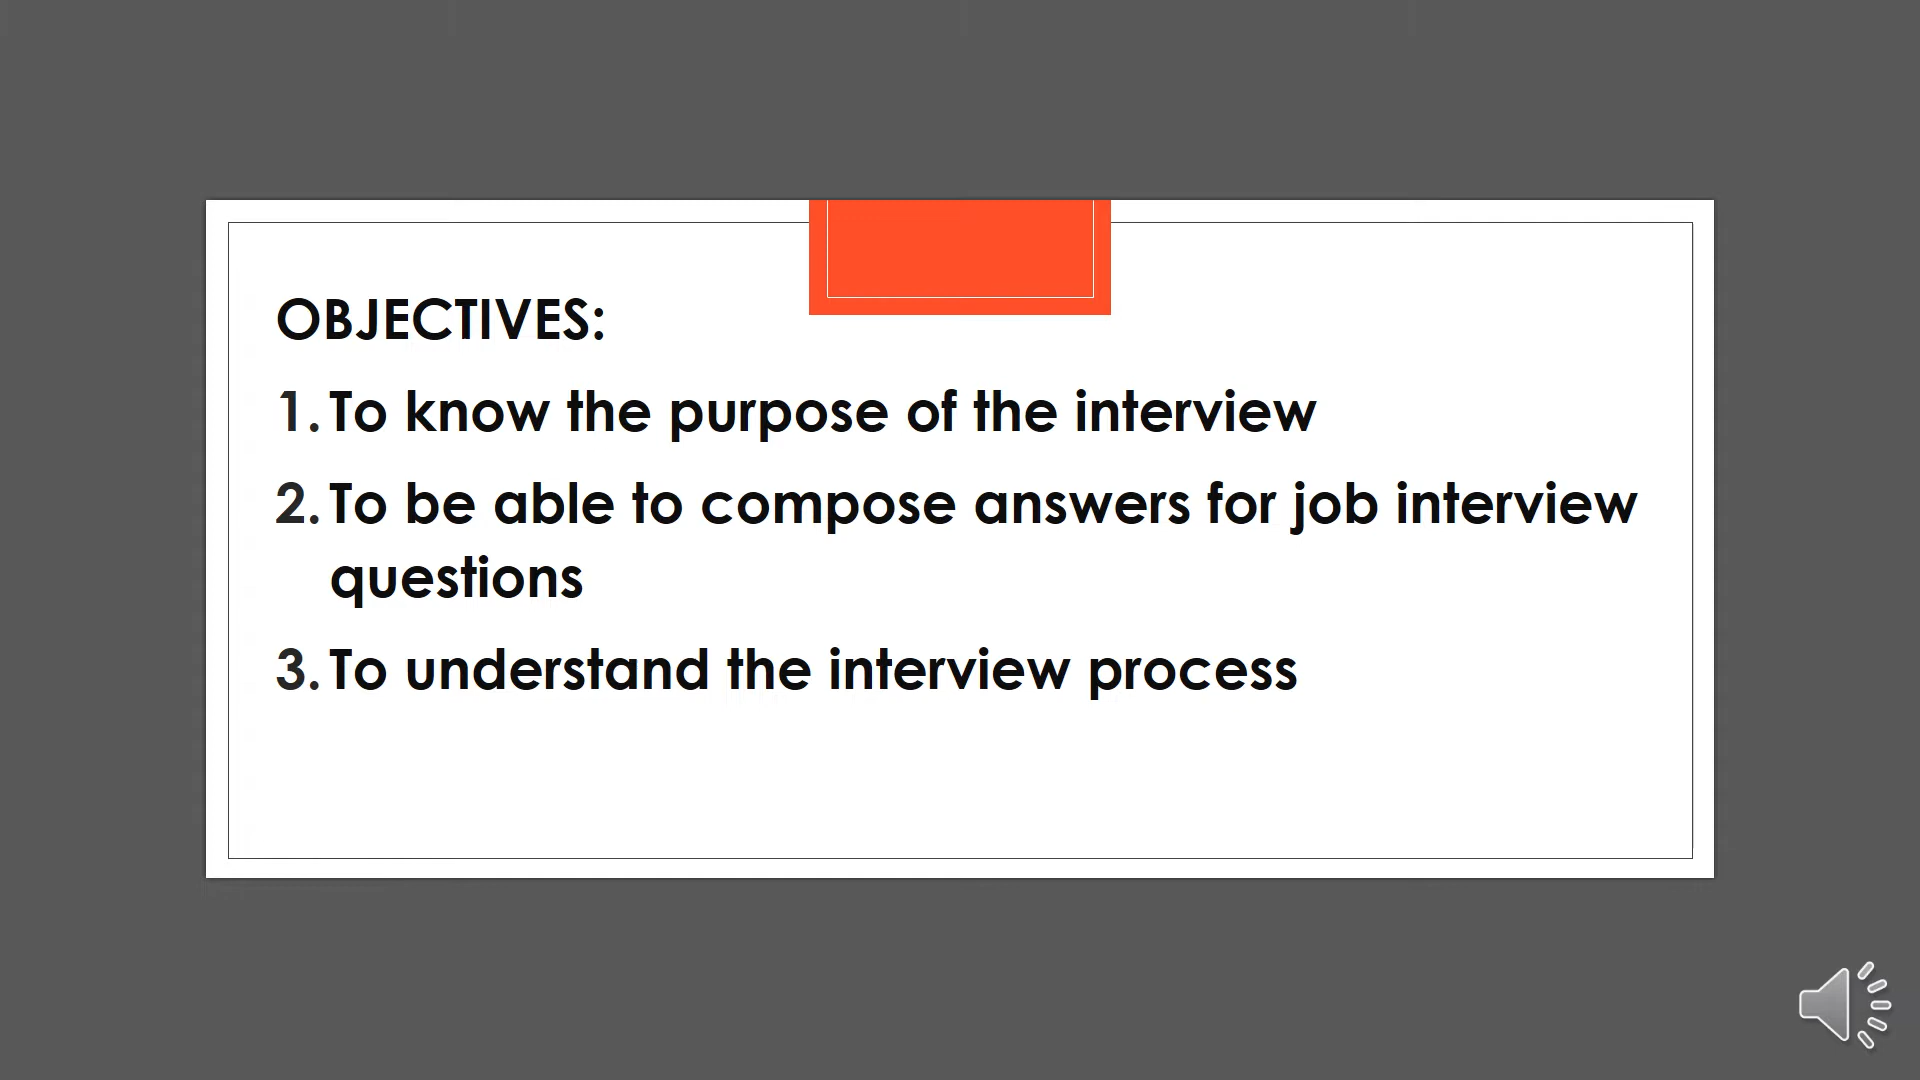 OBJECTIVES:
1. To know the purpose of the interview
2. To be able to compose answers for job interview
questions
3. To understand the interview process